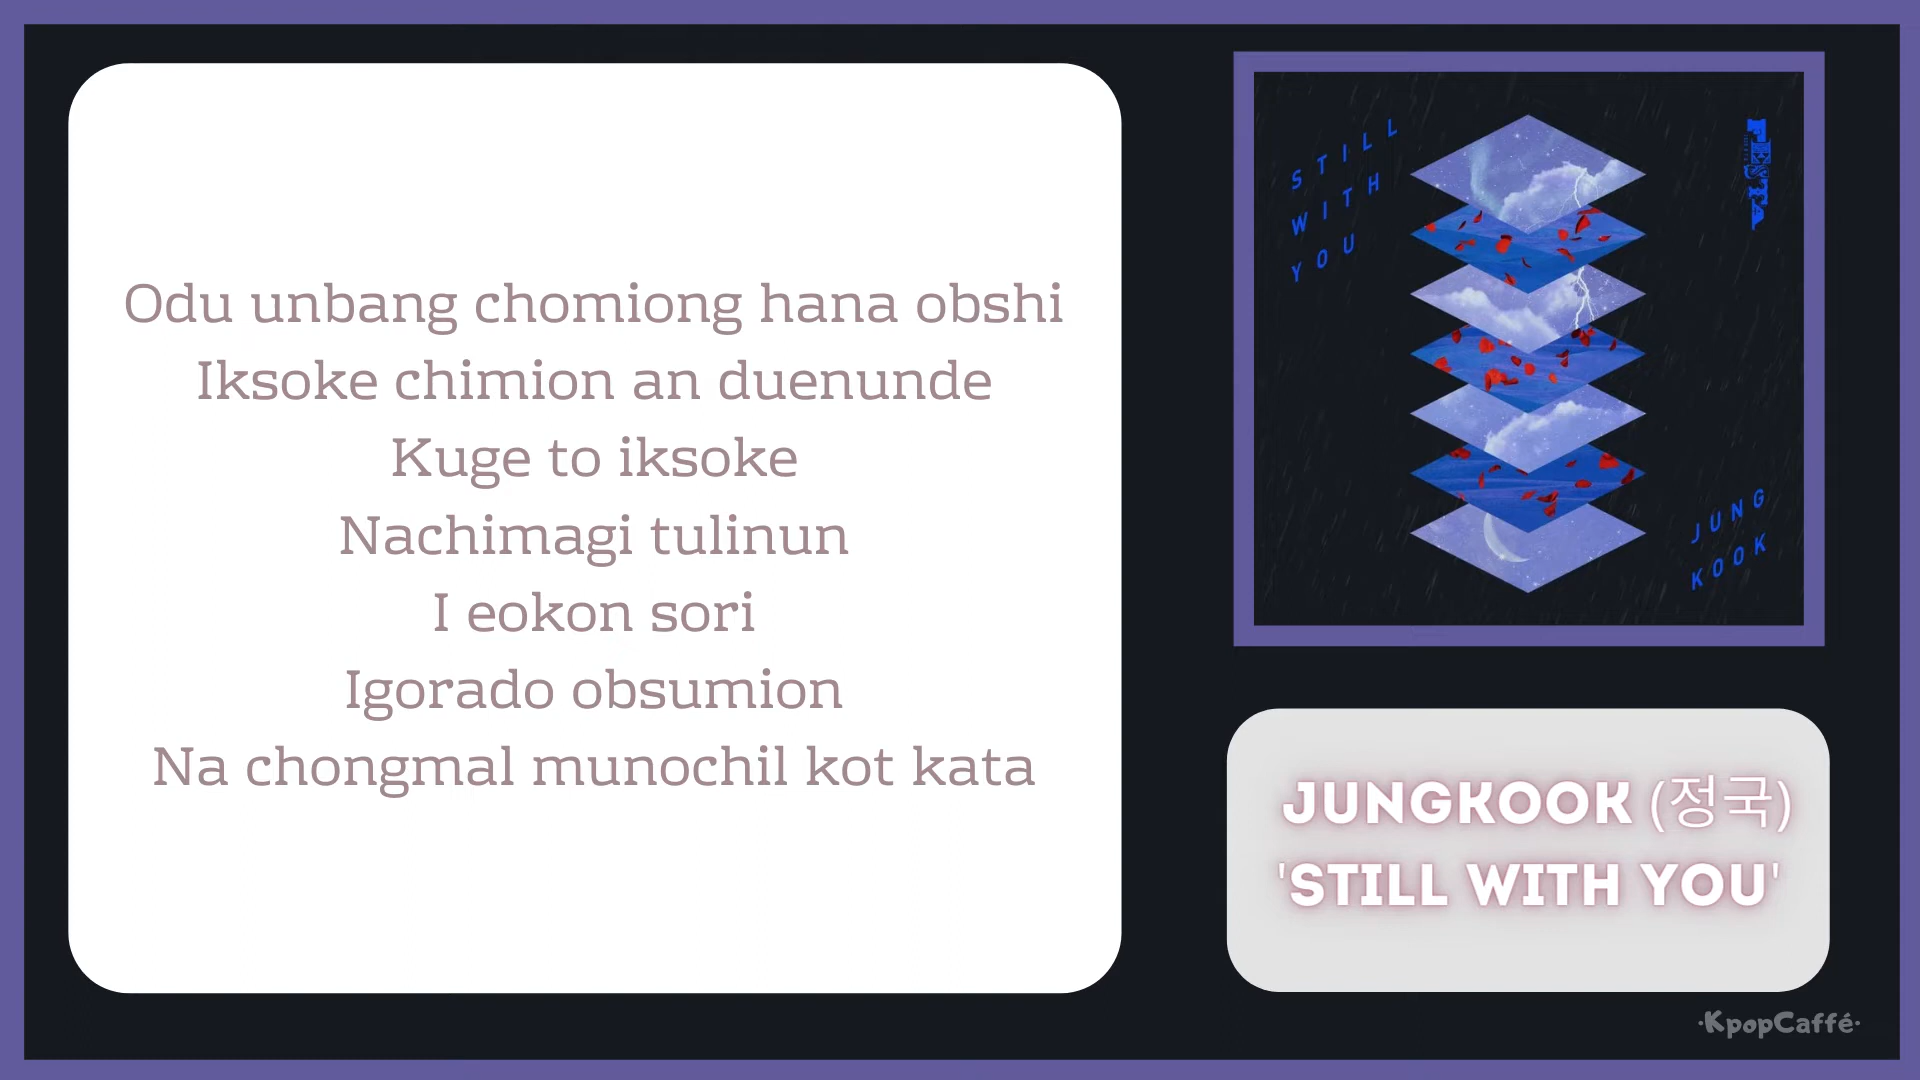 Odu unbang chomiong hana obshi
Iksoke chimion an duenunde
Kuge to iksoke
Nachimagi tulinun
I eokon sori
Igorado obsumion
Na chongmal munochil kot kata
STILL
WITH
YOU
FESTA
JUNG
KOOK
JUNGKOOK (정국)
'STILL WITH YOU'
·KpopCaffé·